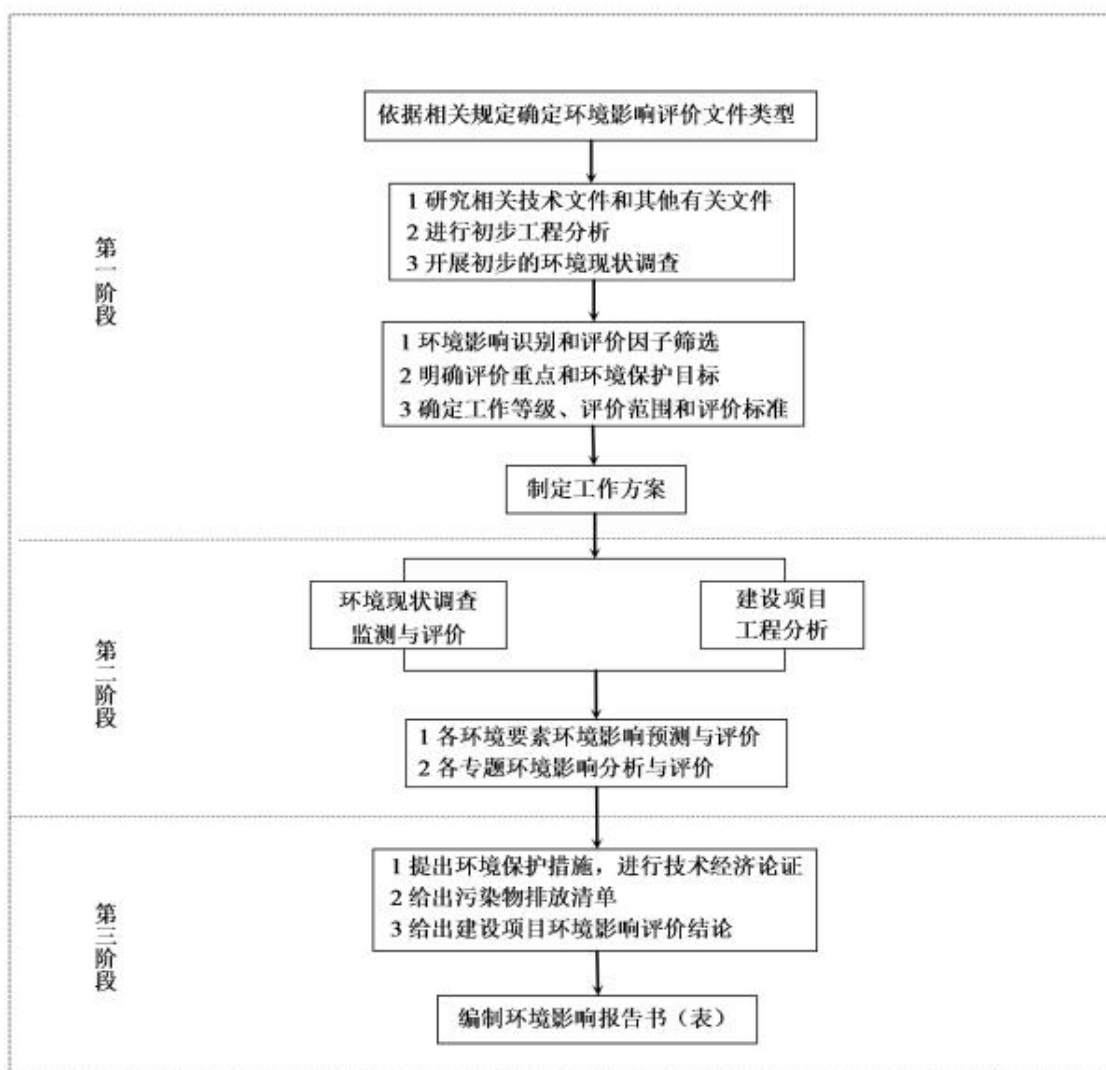 依据相关规定确定环境影响评价文件类型
1 研究相关技术文件和其他有关文件
2 进行初步工程分析
3 开展初步的环境现状调查
第一阶段
1 环境影响识别和评价因子筛选
2 明确评价重点和环境保护目标
3 确定工作等级、评价范围和评价标准
制定工作方案
环境现状调查
监测与评价
建设项目
工程分析
第二阶段
1 各环境要素环境影响预测与评价
2 各专题环境影响分析与评价
1 提出环境保护措施，进行技术经济论证
2 给出污染物排放清单
3 给出建设项目环境影响评价结论
第三阶段
编制环境影响报告书（表）